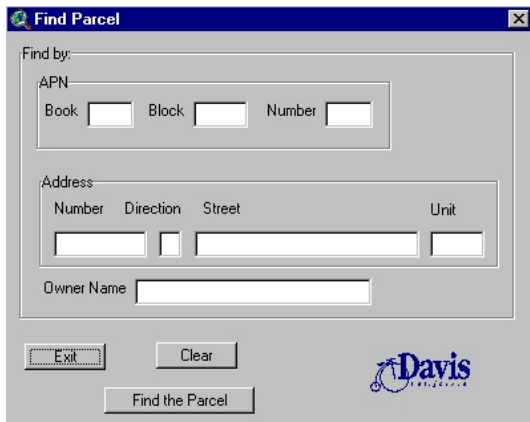 Find Parcel
Find by:
APN
Book Block Number
Address
Number Direction Street Unit
Owner Name
Exit Clear
Davis
Find the Parcel